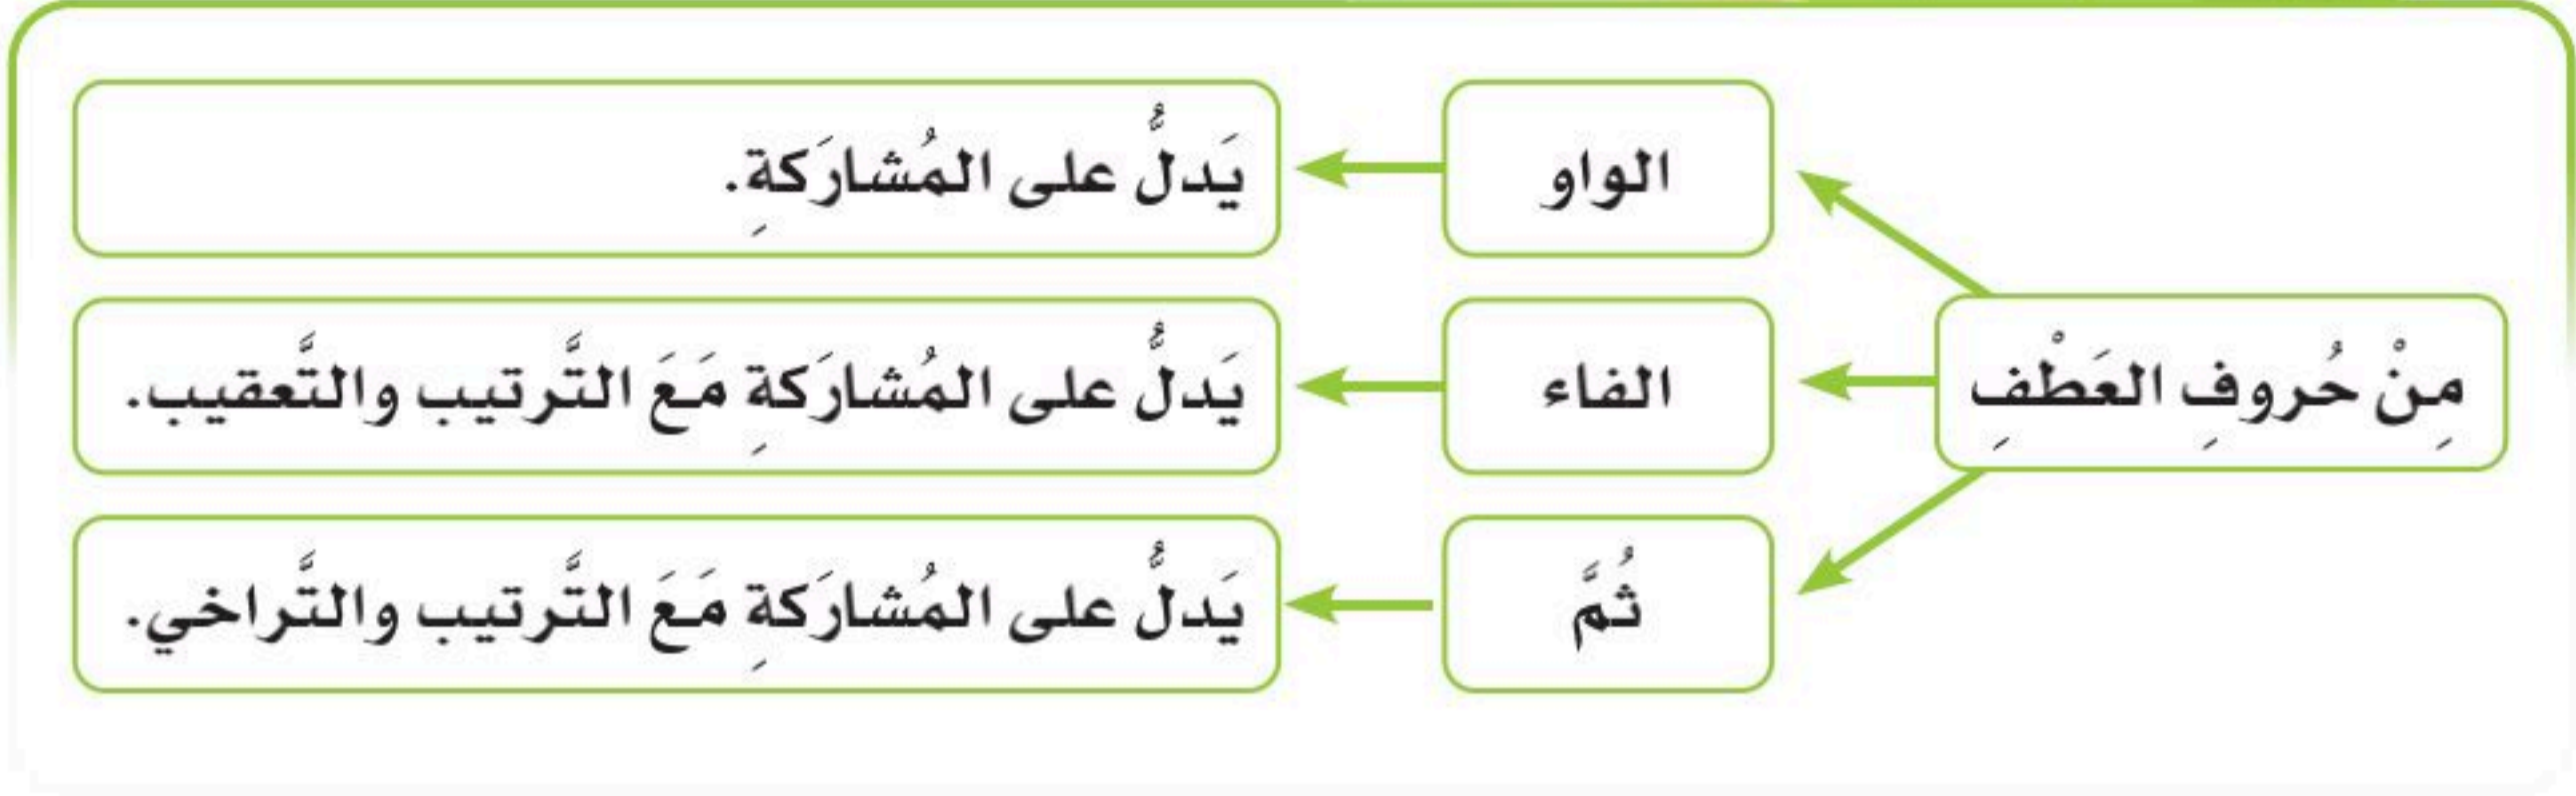 مِنْ حُروفِ العَطْفِ
الواو
يَدلُّ على المُشارَكةِ.
الفاء
يَدلُّ على المُشارَكةِ مَعَ التَّرتيب والتَّعقيب.
ثُمَّ
يَدلُّ على المُشارَكةِ مَعَ التَّرتيب والتَّراخي.